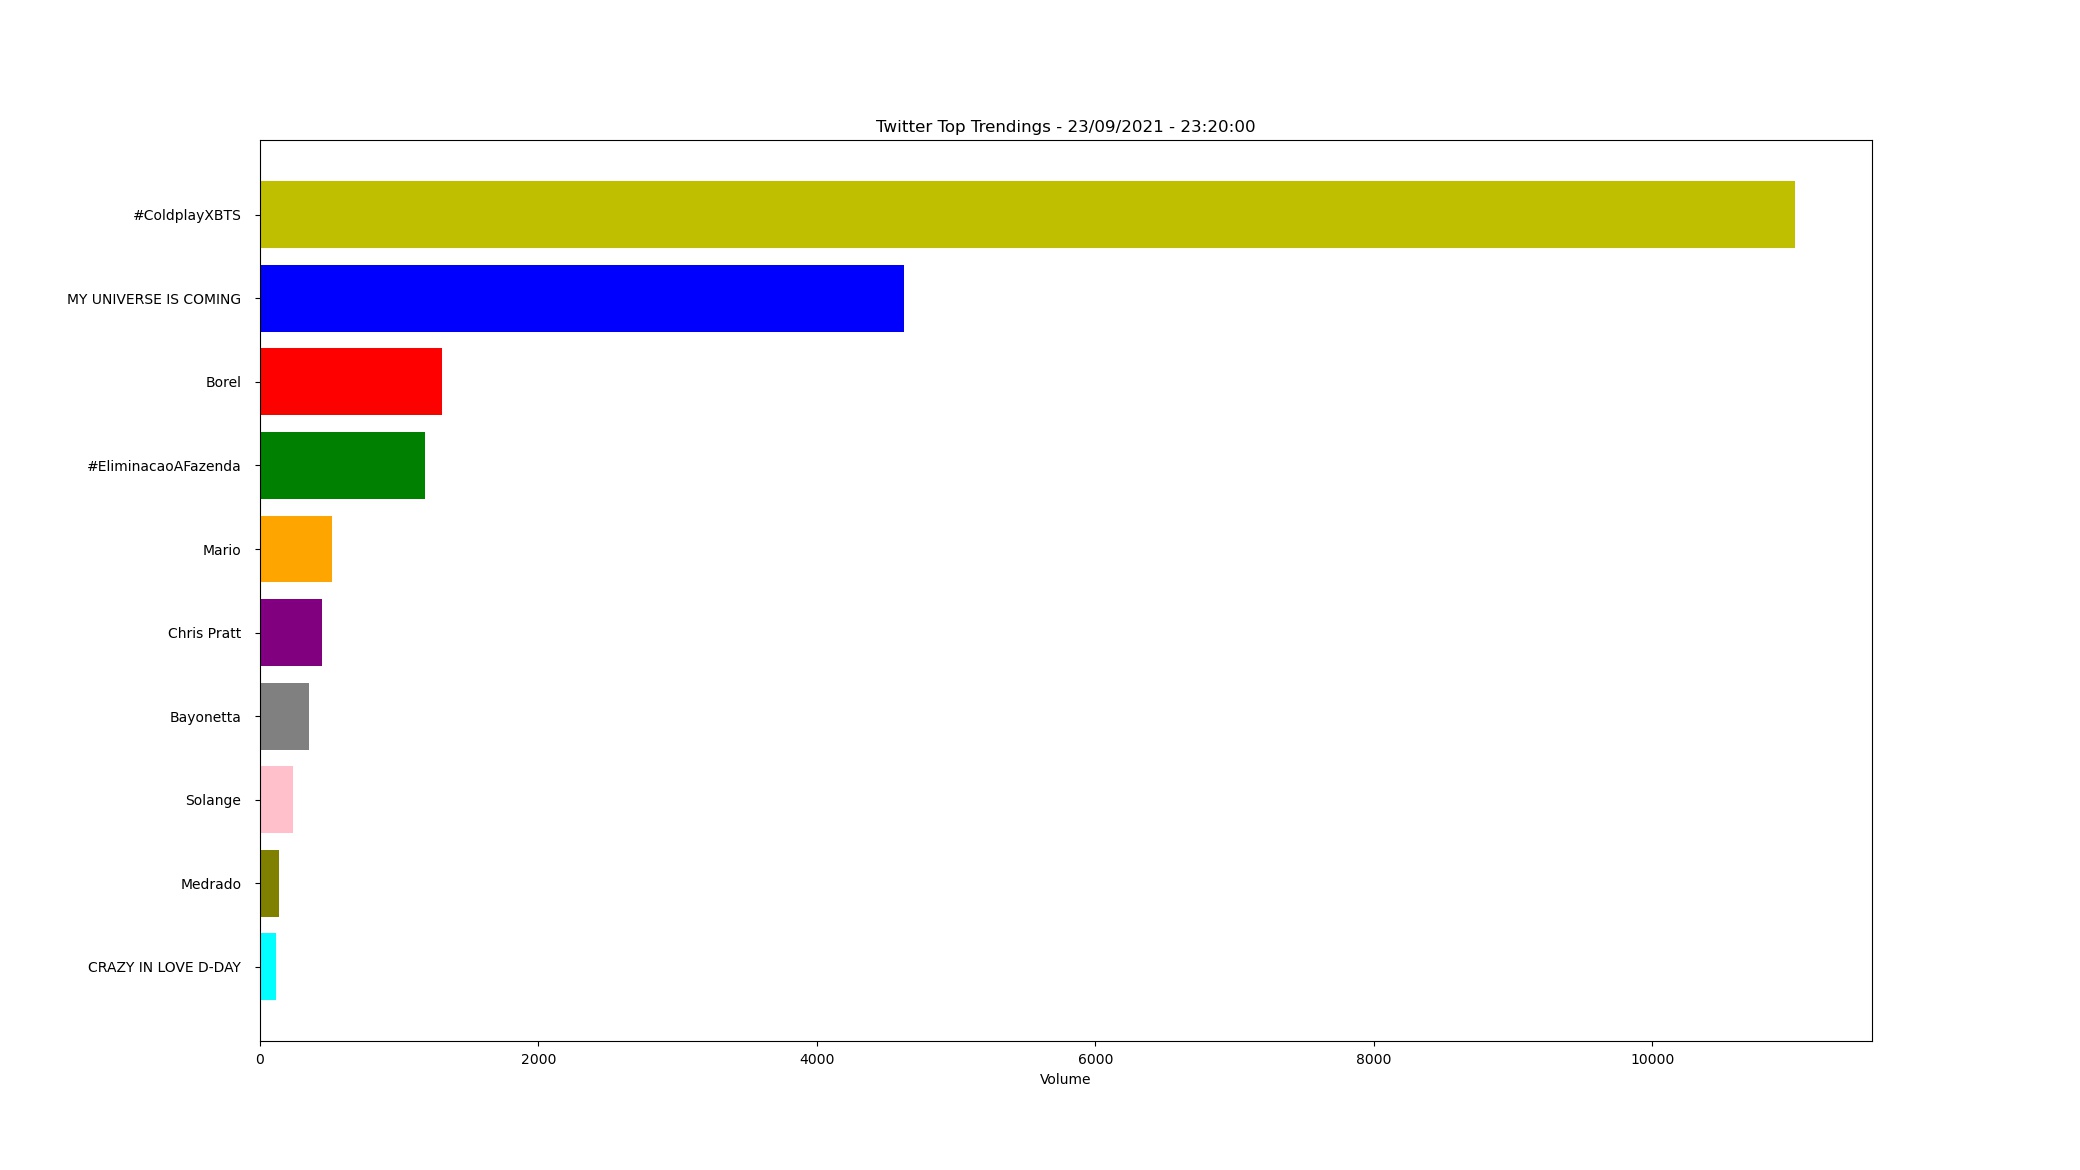 Twitter Top Trendings - 23/09/2021 - 23:20:00
#ColdplayXBTS
MY UNIVERSE IS COMING
Borel
#EliminacaoAFazenda
Mario
Chris Pratt
Bayonetta
Solange
Medrado
CRAZY IN LOVE D-DAY
0 2000 4000 6000 8000 10000
Volume